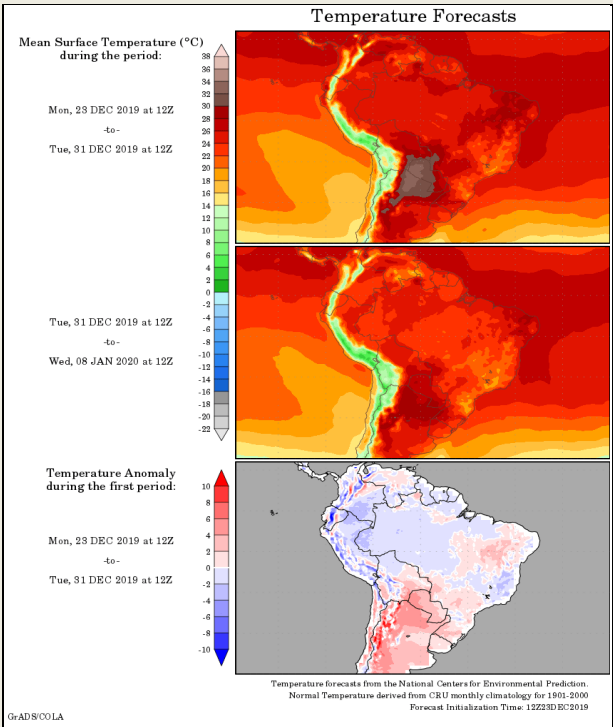 Temperature Forecasts
Mean Surface Temperature (°C)
during the period:
Mon, 23 DEC 2019 at 12Z
-to-
Tue, 31 DEC 2019 at 12Z
38
36
34
32
30
28
26
24
22
20
18
16
14
12
10
8
6
4
2
0
-2
-4
-6
-8
-10
-12
-14
-16
-18
-20
-22
Tue, 31 DEC 2019 at 12Z
-to-
Wed, 08 JAN 2020 at 12Z
Temperature Anomaly
during the first period:
Mon, 23 DEC 2019 at 12Z
-to-
Tue, 31 DEC 2019 at 12Z
10
8
6
4
2
0
-2
-4
-6
-8
-10
Temperature forecasts from the National Centers for Environmental Prediction.
Normal Temperature derived from CRU monthly climatology for 1901-2000
Forecast Initialization Time: 12Z23DEC2019
GrADS/COLA